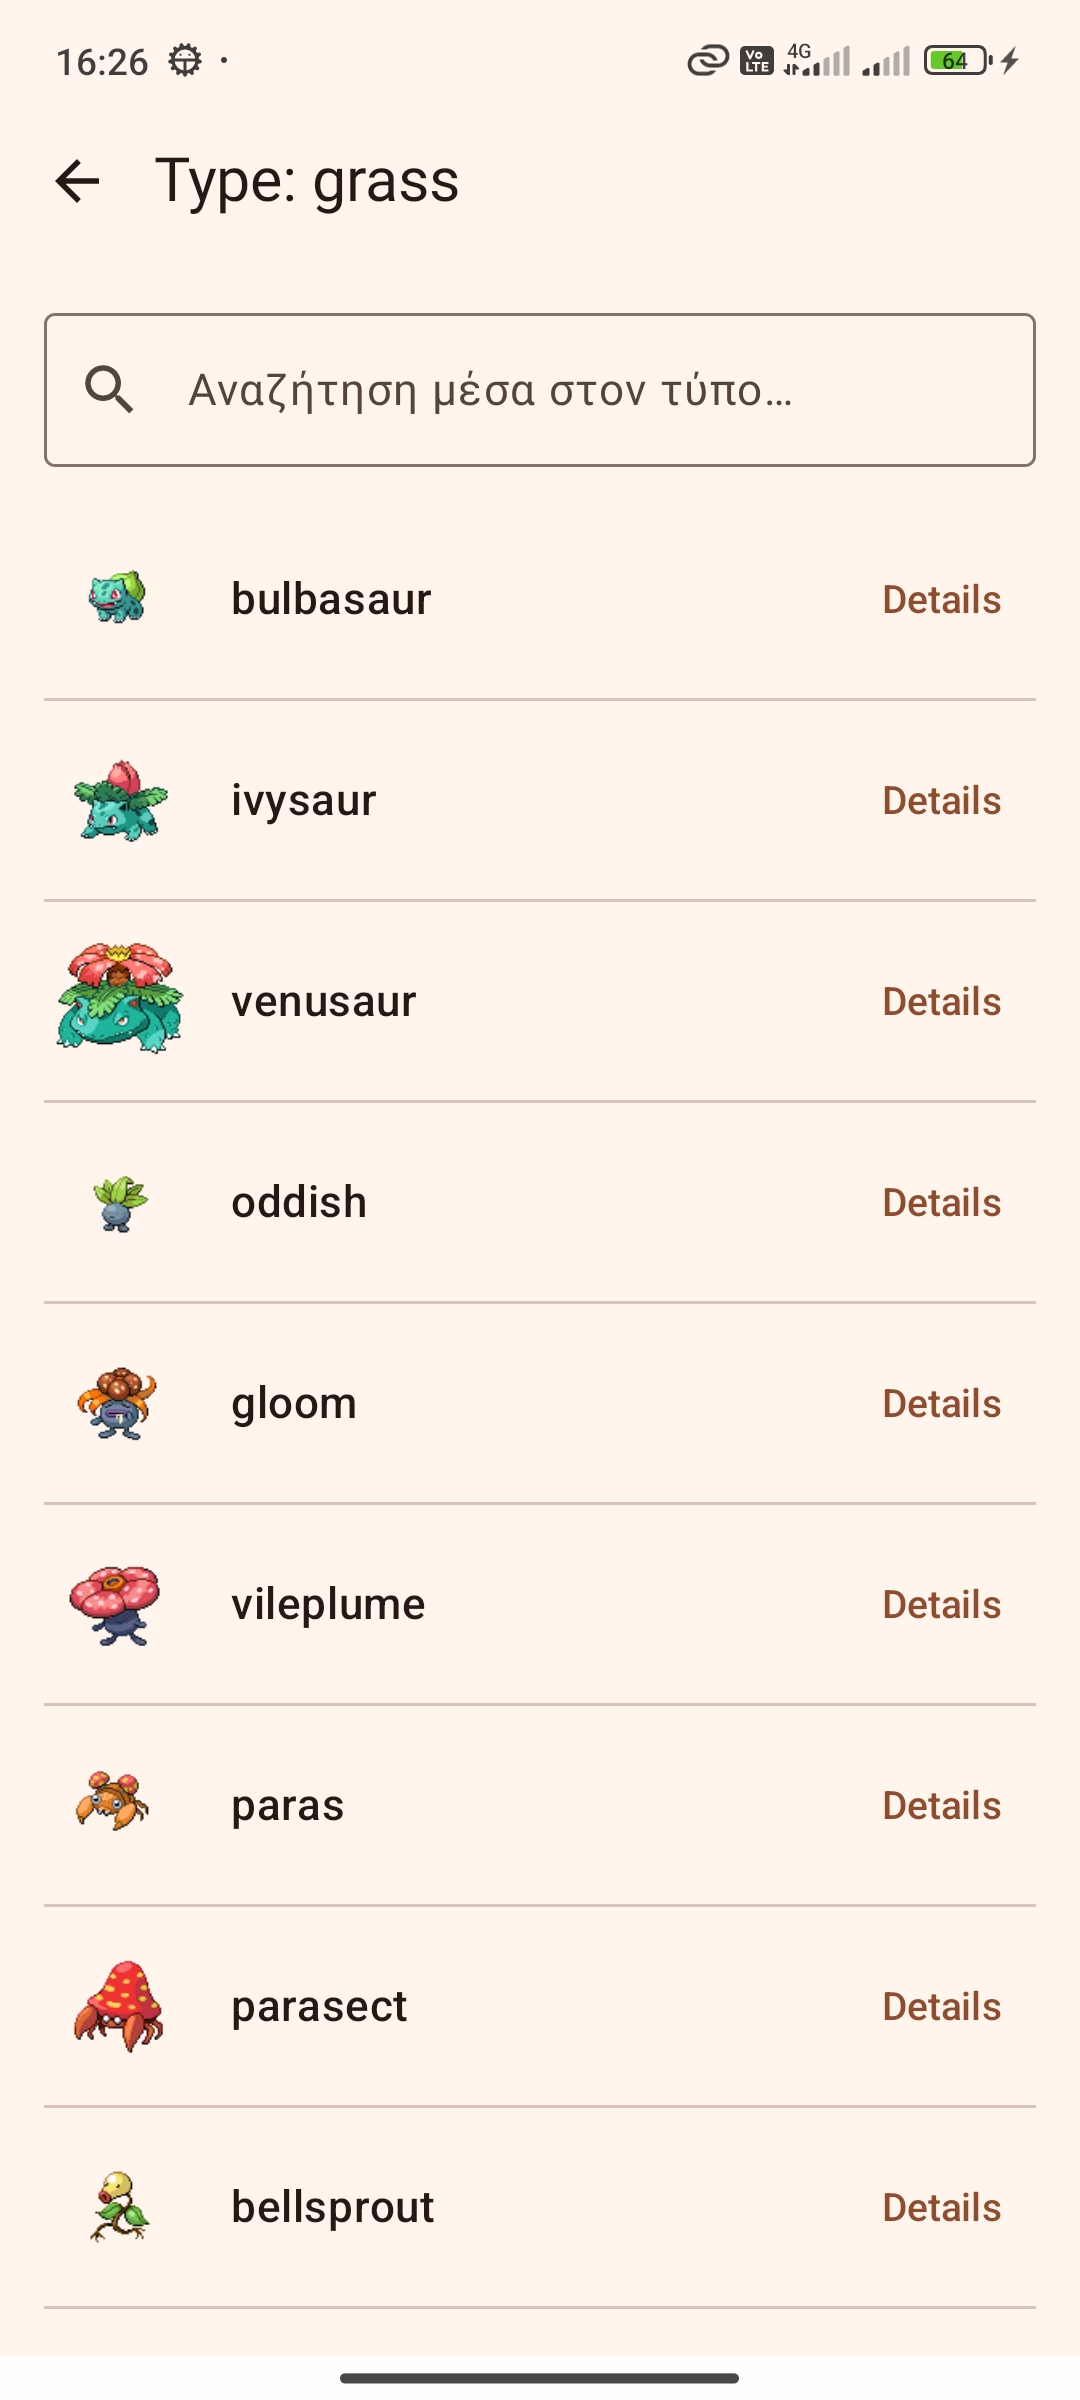 16:26
Vo LTE 4G 64
Type: grass
Αναζήτηση μέσα στον τύπο...
bulbasaur Details
ivysaur Details
venusaur Details
oddish Details
gloom Details
vileplume Details
paras Details
parasect Details
bellsprout Details